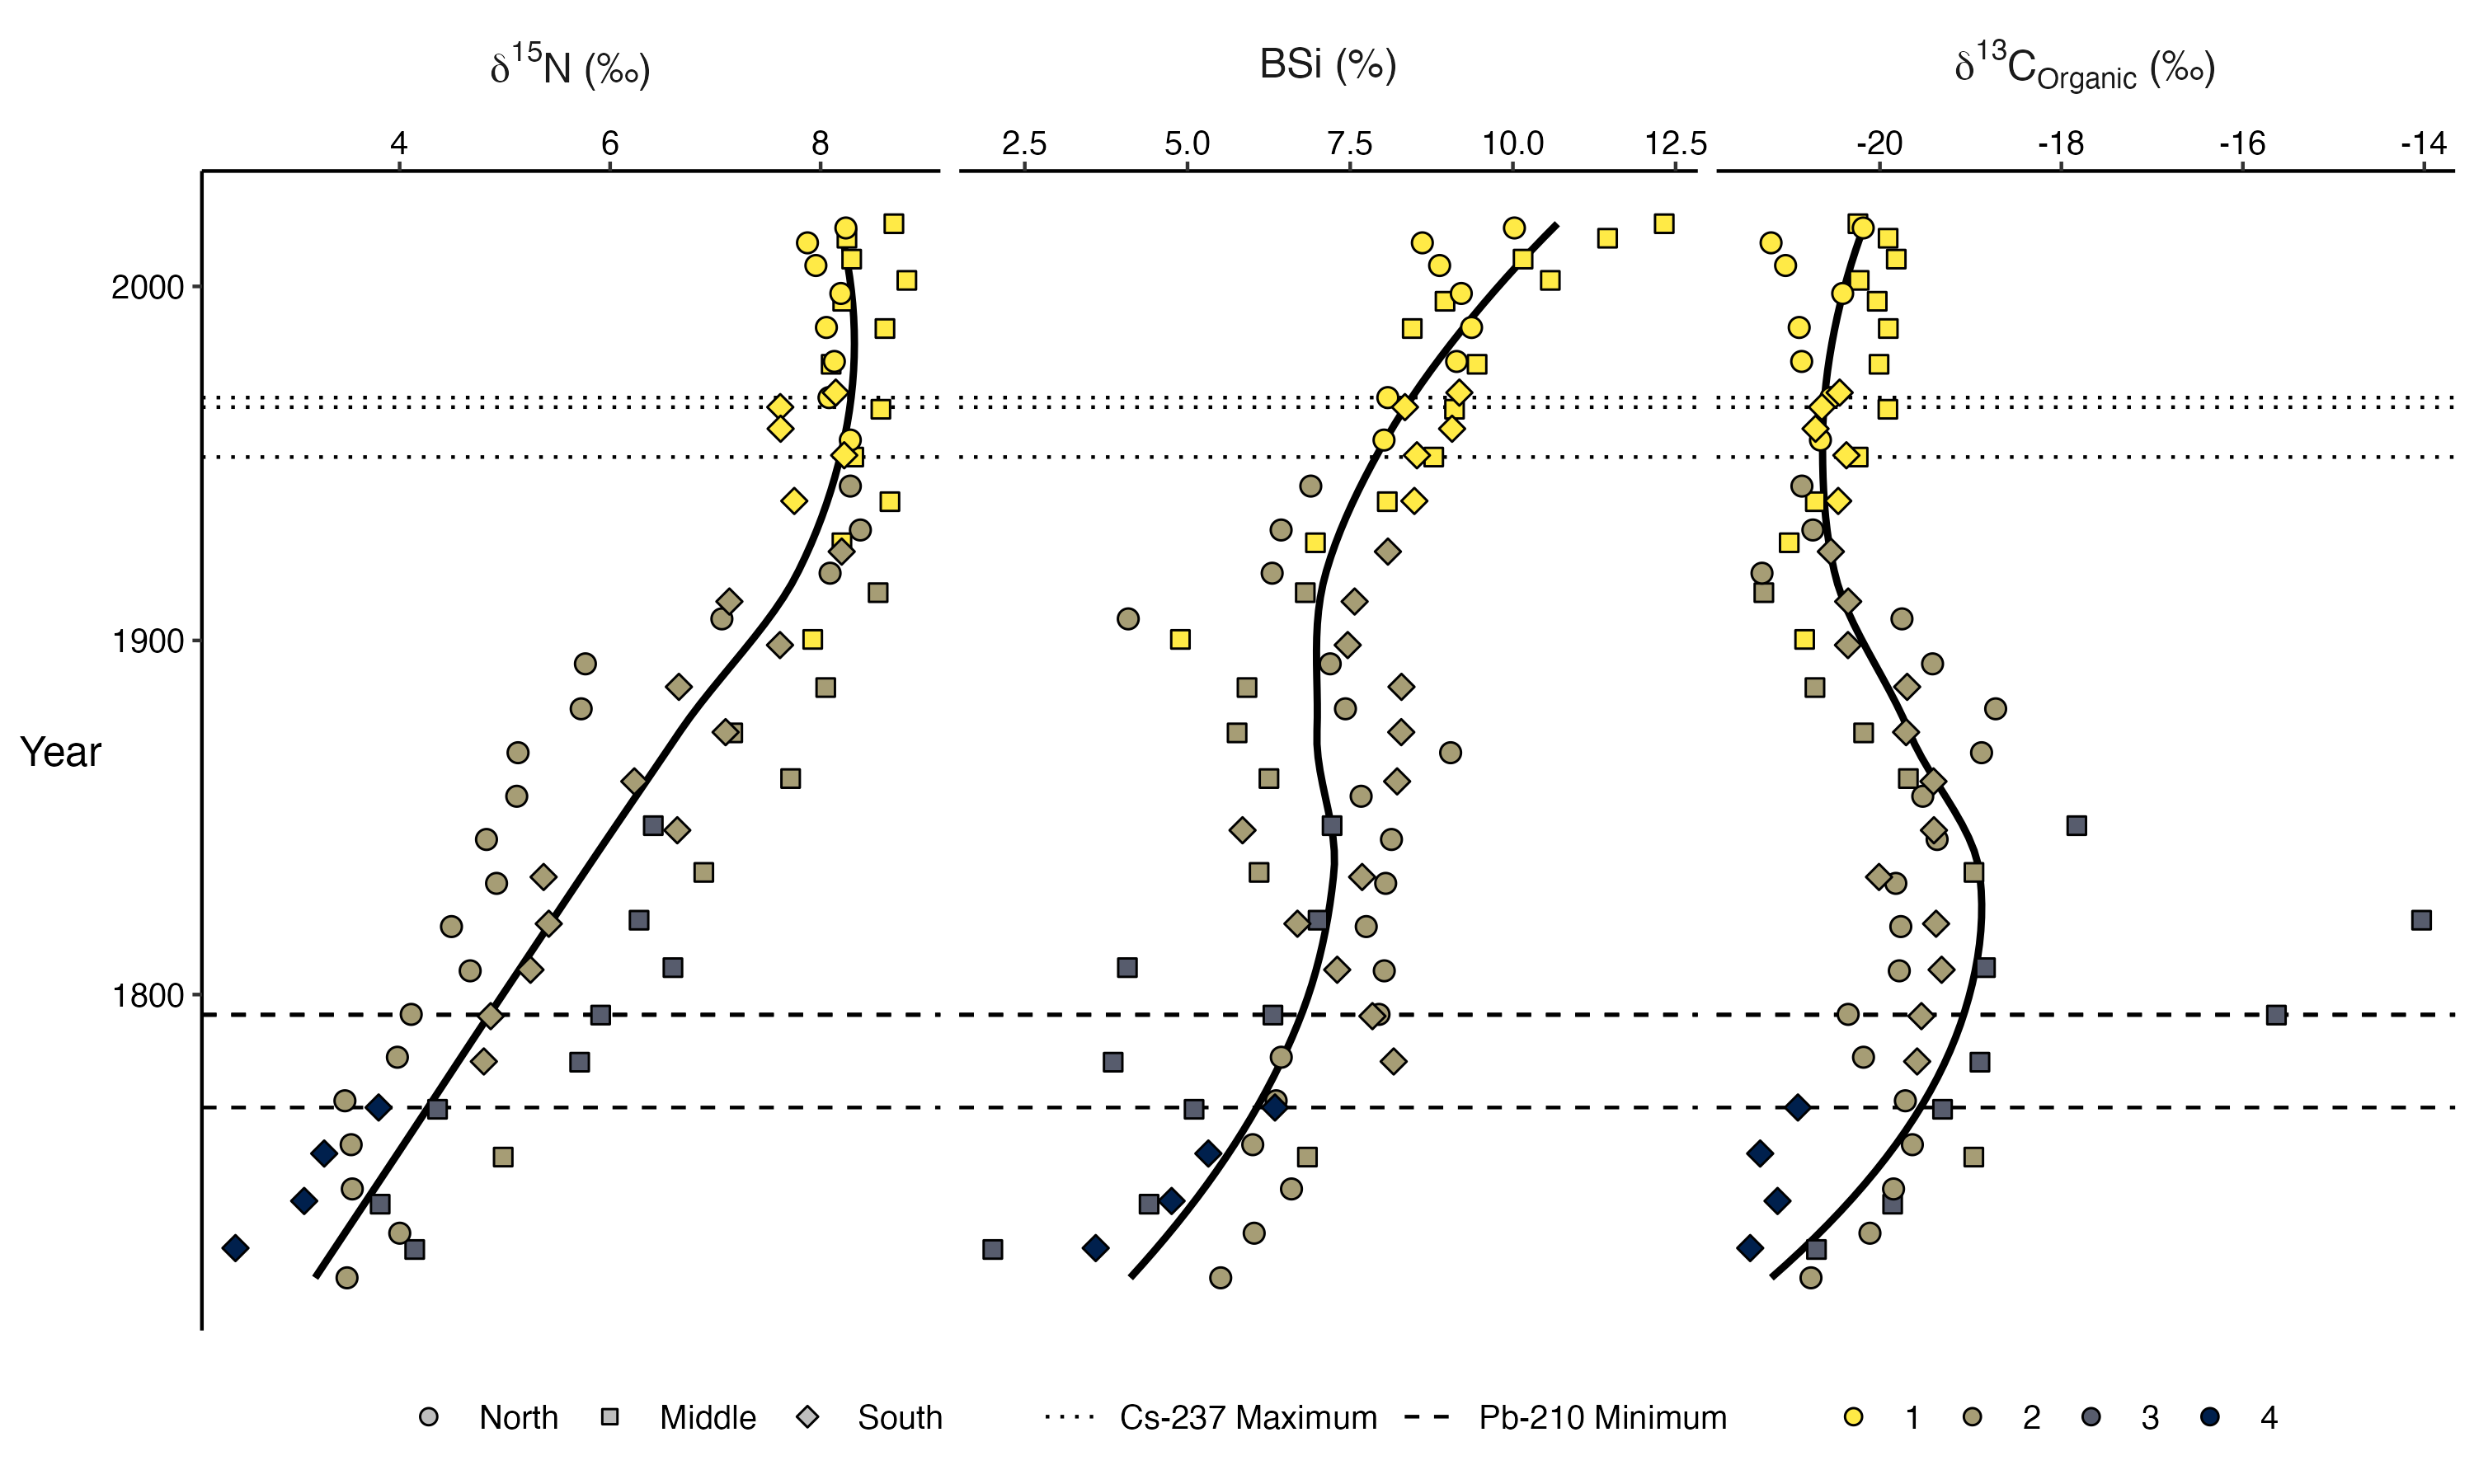 δ15N (‰) BSi (%) δ13COrganic (‰)
4 6 8 2.5 5.0 7.5 10.0 12.5 -20 -18 -16 -14
2000
1900
Year
1800
North Middle South Cs-237 Maximum Pb-210 Minimum 1 2 3 4